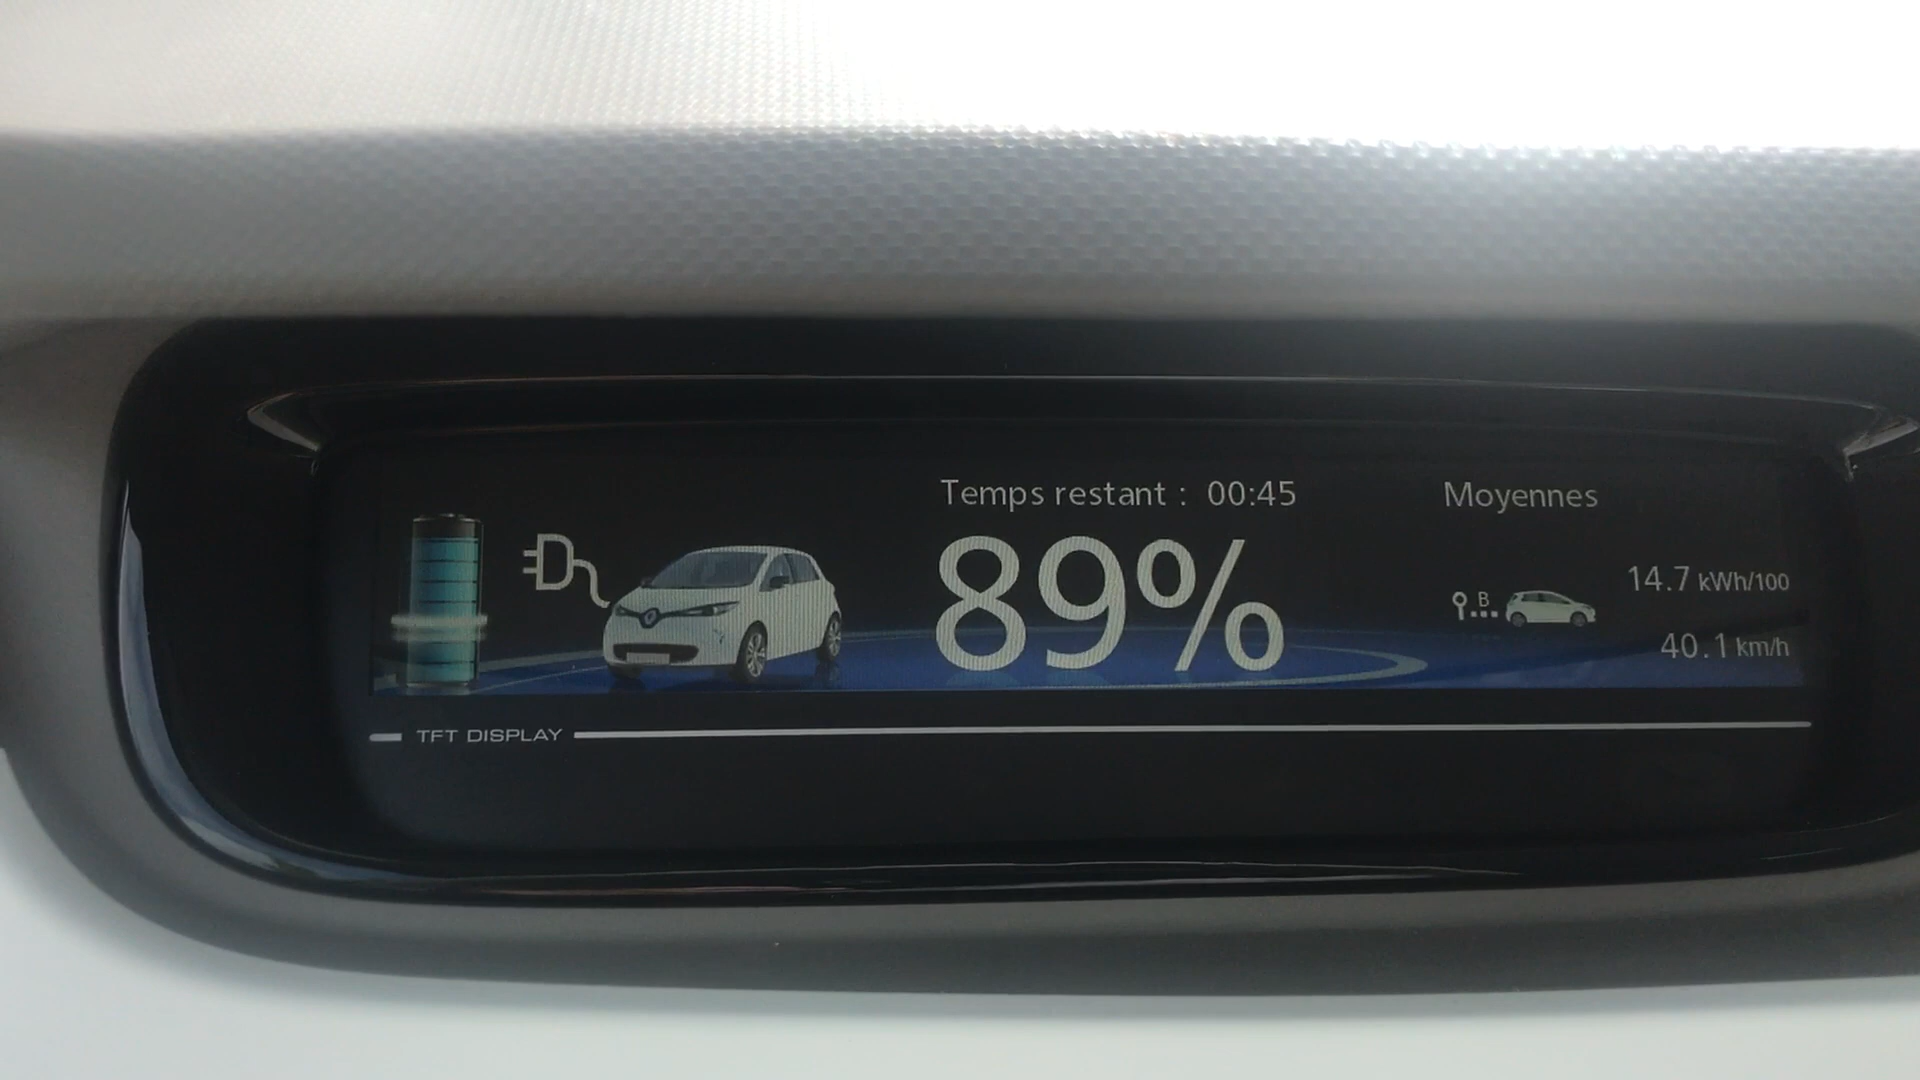 Temps restant : 00:45
89%
Moyennes
B
14.7 kWh/100
40.1 km/h
TFT DISPLAY